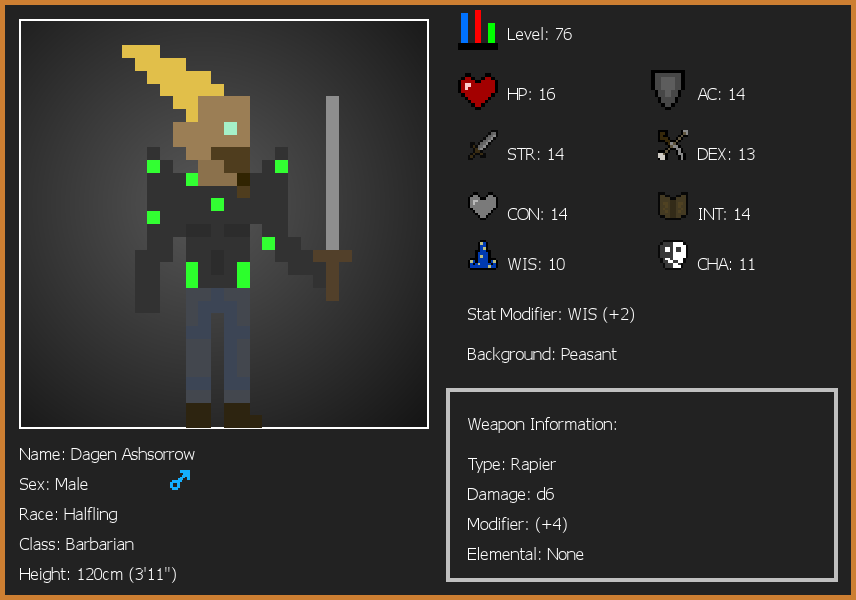 Level: 76
HP: 16
AC: 14
STR: 14
DEX: 13
CON: 14
INT: 14
WIS: 10
CHA: 11
Stat Modifier: WIS (+2)
Background: Peasant
Weapon Information:
Type: Rapier
Damage: d6
Modifier: (+4)
Elemental: None
Name: Dagen Ashsorrow
Sex: Male
Race: Halfling
Class: Barbarian
Height: 120cm (3'11")